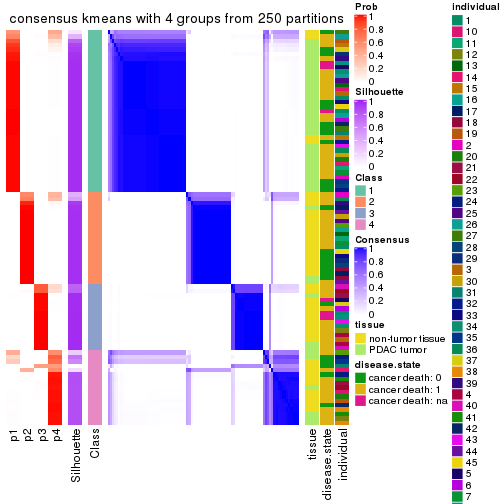 consensus kmeans with 4 groups from 250 partitions
p1
p2
p3
p4
Silhouette
Class
tissue
disease.state
individual
Prob
1
0.8
0.6
0.4
0.2
0
Silhouette
1
0.8
0.6
0.4
0.2
0
Class
1
2
3
4
Consensus
1
0.8
0.6
0.4
0.2
0
tissue
non-tumor tissue
PDAC tumor
disease.state
cancer death: 0
cancer death: 1
cancer death: na
individual
1
10
11
12
13
14
15
16
17
18
19
2
20
21
22
23
24
25
26
27
28
29
3
30
31
32
33
34
35
36
37
38
39
4
40
41
42
43
44
45
5
6
7